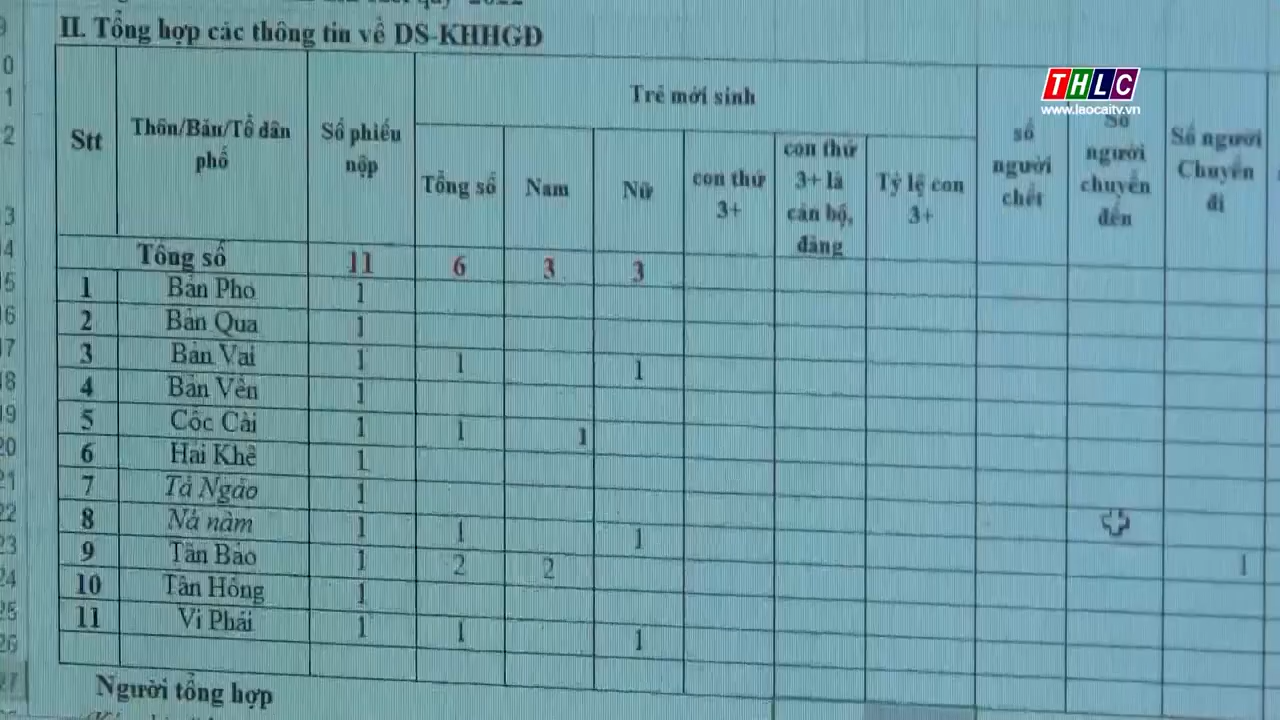 II. Tổng hợp các thông tin về DS-KHHGĐ
THLC
www.laocaitv.vn
Stt
Thôn/Bản/Tổ dân phố
Số phiếu nộp
Trẻ mới sinh
Tổng số
Nam
Nữ
con thứ 3+
con thứ 3+ là cán bộ, đảng
Tỷ lệ con 3+
số người chết
Số người chuyển đến
Số người Chuyển đi
Tổng số 11 6 3 3
1 Bản Pho 1
2 Bản Qua 1
3 Bản Vai 1 1 1
4 Bản Vền 1
5 Cốc Cài 1 1 1
6 Hải Khê 1
7 Tả Ngảo 1
8 Ná nàm 1 1 1
9 Tân Bảo 1 2 2 1
10 Tân Hồng 1
11 Vi Phái 1 1 1
Người tổng hợp